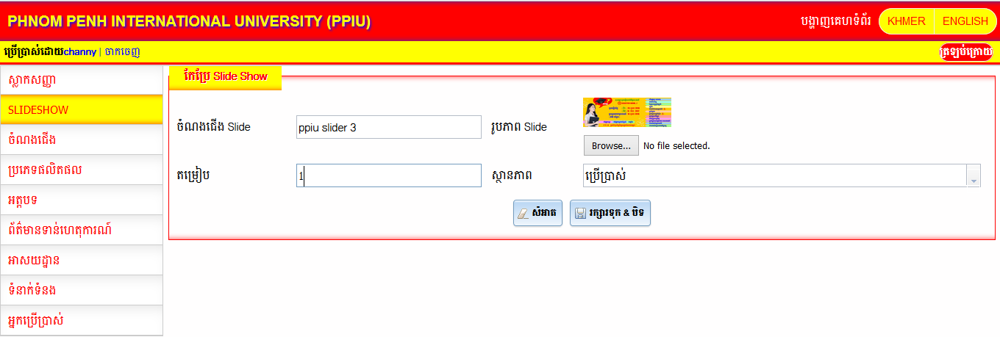 PHNOM PENH INTERNATIONAL UNIVERSITY (PPIU)
បង្ហាញគេហទំព័រ KHMER ENGLISH
ប្រើប្រាស់ដោយchanny | ចាកចេញ
ត្រឡប់ក្រោយ
ស្លាកសញ្ញា
SLIDESHOW
ចំណងជើង
ប្រភេទផលិតផល
អត្ថបទ
ព័ត៌មានទាន់ហេតុការណ៍
អាសយដ្ឋាន
ទំនាក់ទំនង
អ្នកប្រើប្រាស់
កែប្រែ Slide Show
ចំណងជើង Slide ppiu slider 3 រូបភាព Slide
Browse... No file selected.
តម្រៀប 1 ស្ថានភាព ប្រើប្រាស់
សំអាត រក្សារទុក & បិទ